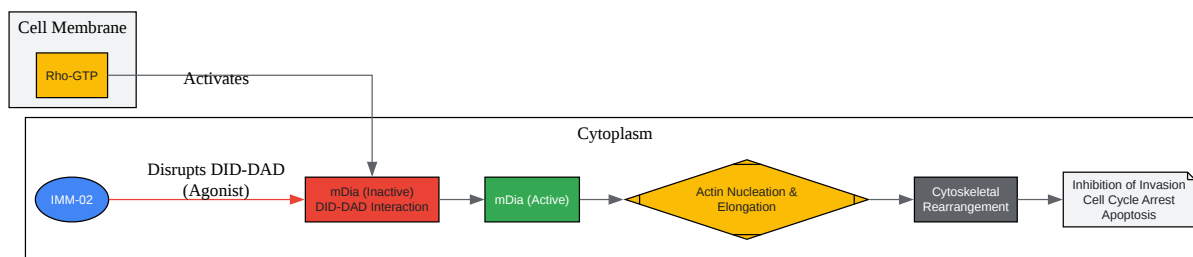 Cell Membrane
Rho-GTP
Activates
Cytoplasm
IMM-02
Disrupts DID-DAD
(Agonist)
mDia (Inactive)
DID-DAD Interaction
mDia (Active)
Actin Nucleation &
Elongation
Cytoskeletal
Rearrangement
Inhibition of Invasion
Cell Cycle Arrest
Apoptosis